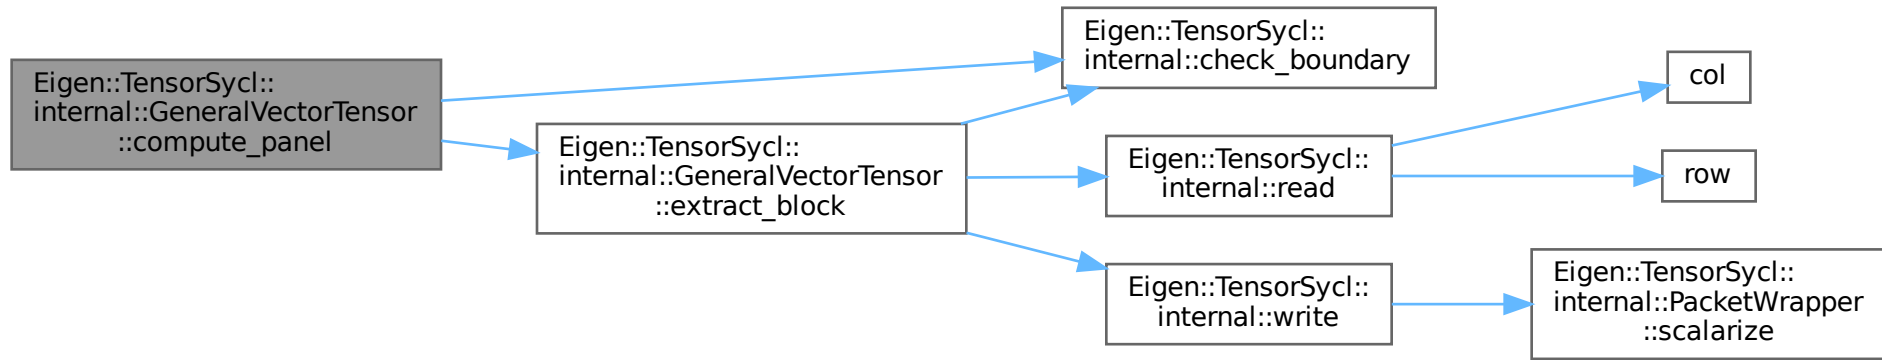 Eigen::TensorSycl::
internal::GeneralVectorTensor
::compute_panel
Eigen::TensorSycl::
internal::check_boundary
Eigen::TensorSycl::
internal::GeneralVectorTensor
::extract_block
Eigen::TensorSycl::
internal::read
col
row
Eigen::TensorSycl::
internal::write
Eigen::TensorSycl::
internal::PacketWrapper
::scalarize